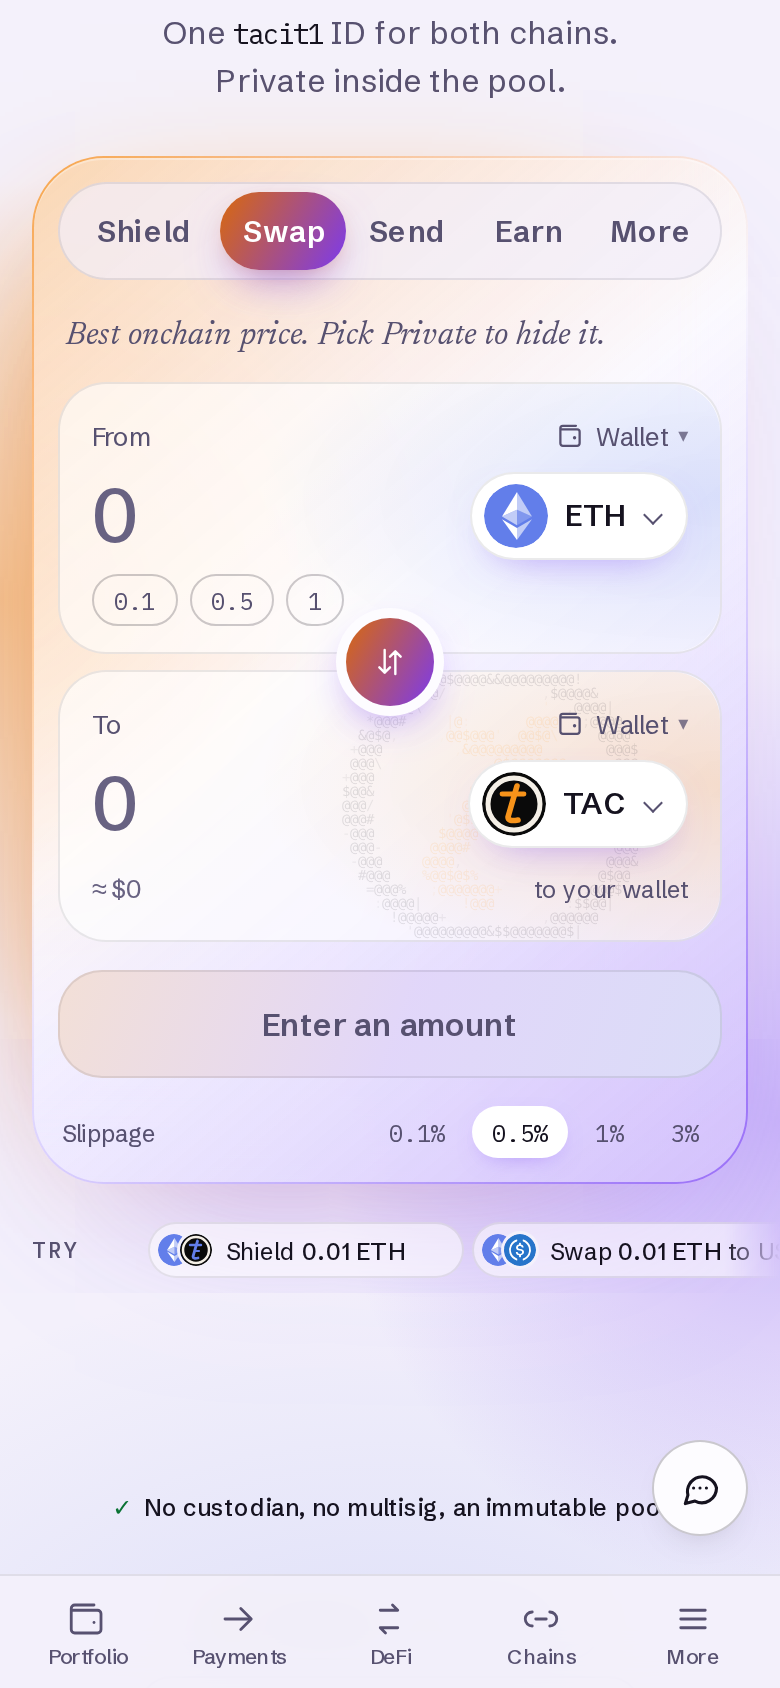 One tacit1 ID for both chains.
Private inside the pool.
Shield Swap Send Earn More
Best onchain price. Pick Private to hide it.
From Wallet ▾
0 ETH
0.1 0.5 1
To Wallet ▾
0 TAC
≈$0 to your wallet
Enter an amount
Slippage 0.1% 0.5% 1% 3%
TRY Shield 0.01 ETH Swap 0.01 ETH to
✓ No custodian, no multisig, an immutable
Portfolio Payments DeFi Chains More